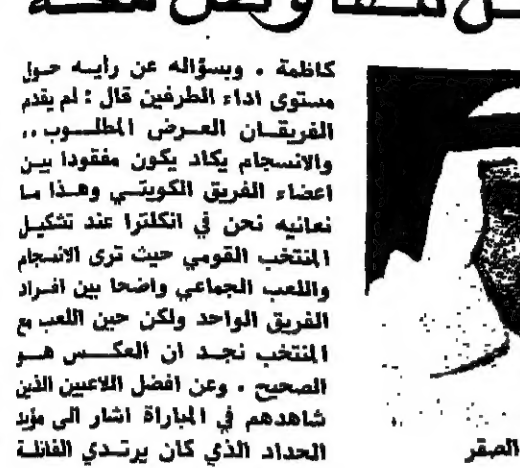 كاظمة . وبسؤاله عن رأيه حول
مستوى اداء الطرفين قال : لم يقدم
الفريقان العرض المطلوب ..
والانسجام يكاد يكون مفقودا بين
اعضاء الفريق الكويتي وهذا ما
نعانيه نحن في انكلترا عند تشكيل
المنتخب القومي حيث ترى الانسجام
واللعب الجماعي واضحا بين افراد
الفريق الواحد ولكن حين اللعب مع
المنتخب نجد ان العكس هو
الصحيح . وعن افضل اللاعبين الذين
شاهدهم في المباراة اشار الى مؤيد
الحداد الذي كان يرتدي الفانلة
الصقر